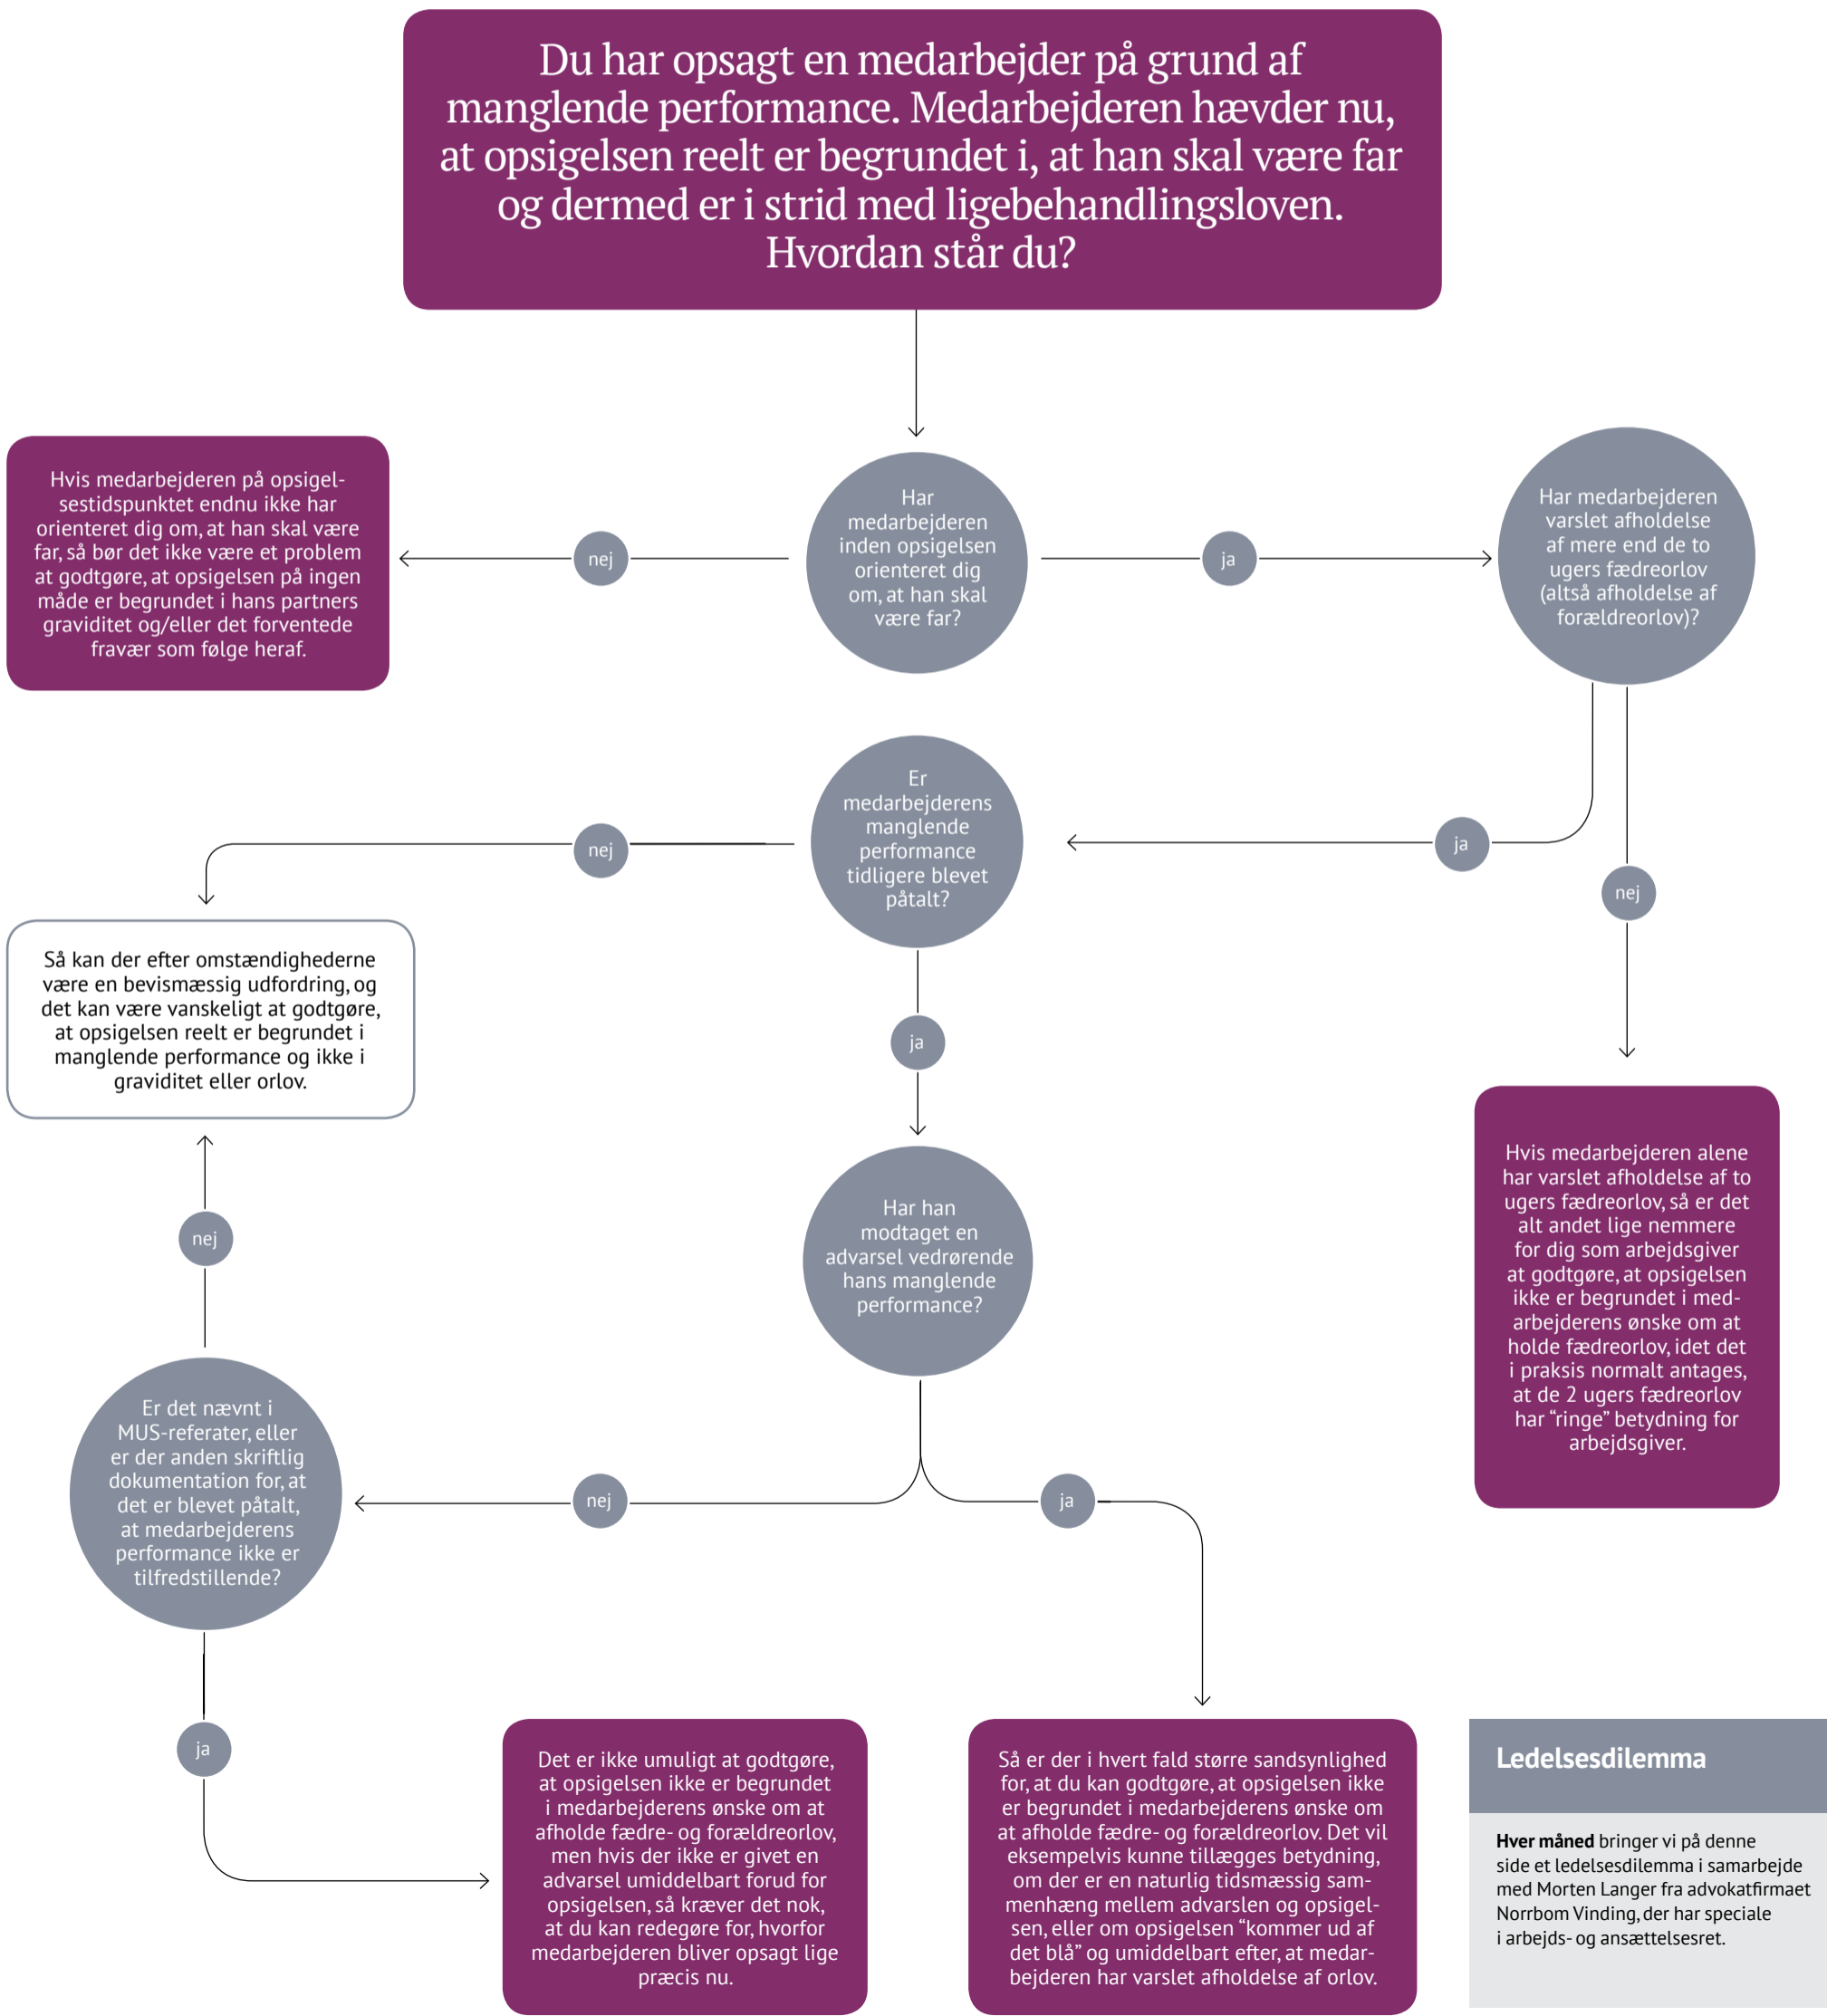 Du har opsagt en medarbejder på grund af
manglende performance. Medarbejderen hævder nu,
at opsigelsen reelt er begrundet i, at han skal være far
og dermed er i strid med ligebehandlingsloven.
Hvordan står du?
Hvis medarbejderen på opsigel-
sestidspunktet endnu ikke har
orienteret dig om, at han skal være
far, så bør det ikke være et problem
at godtgøre, at opsigelsen på ingen
måde er begrundet i hans partners
graviditet og/eller det forventede
fravær som følge heraf.
nej
Har
medarbejderen
inden opsigelsen
orienteret dig
om, at han skal
være far?
ja
Har medarbejderen
varslet afholdelse
af mere end de to
ugers fædreorlov
(altså afholdelse af
forældreorlov)?
nej
Er
medarbejderens
manglende
performance
tidligere blevet
påtalt?
ja
nej
Så kan der efter omstændighederne
være en bevismæssig udfordring, og
det kan være vanskeligt at godtgøre,
at opsigelsen reelt er begrundet i
manglende performance og ikke i
graviditet eller orlov.
ja
Hvis medarbejderen alene
har varslet afholdelse af to
ugers fædreorlov, så er det
alt andet lige nemmere
for dig som arbejdsgiver
at godtgøre, at opsigelsen
ikke er begrundet i med-
arbejderens ønske om at
holde fædreorlov, idet det
i praksis normalt antages,
at de 2 ugers fædreorlov
har “ringe” betydning for
arbejdsgiver.
nej
Har han
modtaget en
advarsel vedrørende
hans manglende
performance?
Er det nævnt i
MUS-referater, eller
er der anden skriftlig
dokumentation for, at
det er blevet påtalt,
at medarbejderens
performance ikke er
tilfredstillende?
nej
ja
ja
Det er ikke umuligt at godtgøre,
at opsigelsen ikke er begrundet
i medarbejderens ønske om at
afholde fædre- og forældreorlov,
men hvis der ikke er givet en
advarsel umiddelbart forud for
opsigelsen, så kræver det nok,
at du kan redegøre for, hvorfor
medarbejderen bliver opsagt lige
præcis nu.
Så er der i hvert fald større sandsynlighed
for, at du kan godtgøre, at opsigelsen ikke
er begrundet i medarbejderens ønske om
at afholde fædre- og forældreorlov. Det vil
eksempelvis kunne tillægges betydning,
om der er en naturlig tidsmæssig sam-
menhæng mellem advarslen og opsigel-
sen, eller om opsigelsen “kommer ud af
det blå” og umiddelbart efter, at medar-
bejderen har varslet afholdelse af orlov.
Ledelsesdilemma
Hver måned bringer vi på denne
side et ledelsesdilemma i samarbejde
med Morten Langer fra advokatfirmaet
Norrbom Vinding, der har speciale
i arbejds- og ansættelsesret.